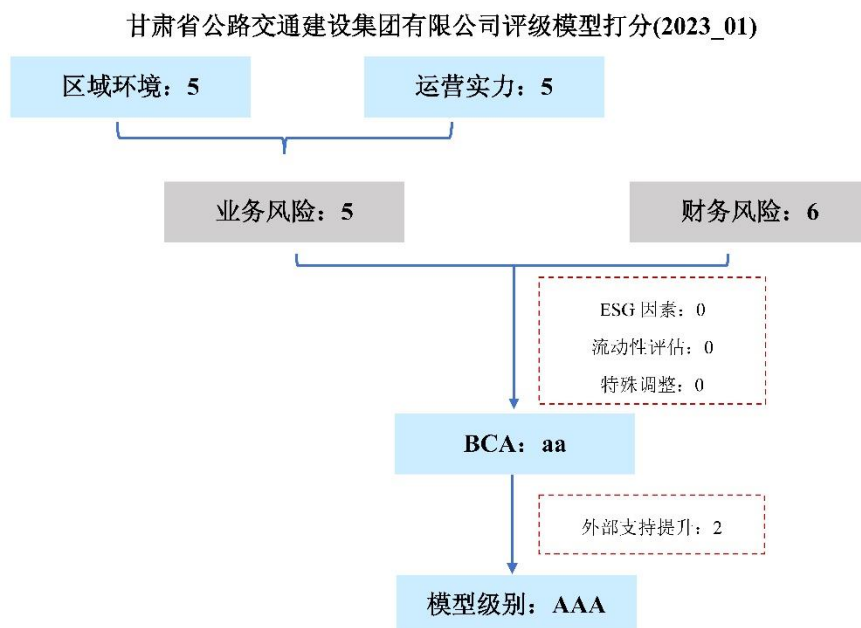 甘肃省公路交通建设集团有限公司评级模型打分(2023_01)
区域环境：5
运营实力：5
业务风险：5
财务风险：6
ESG 因素：0
流动性评估：0
特殊调整：0
BCA：aa
外部支持提升：2
模型级别：AAA